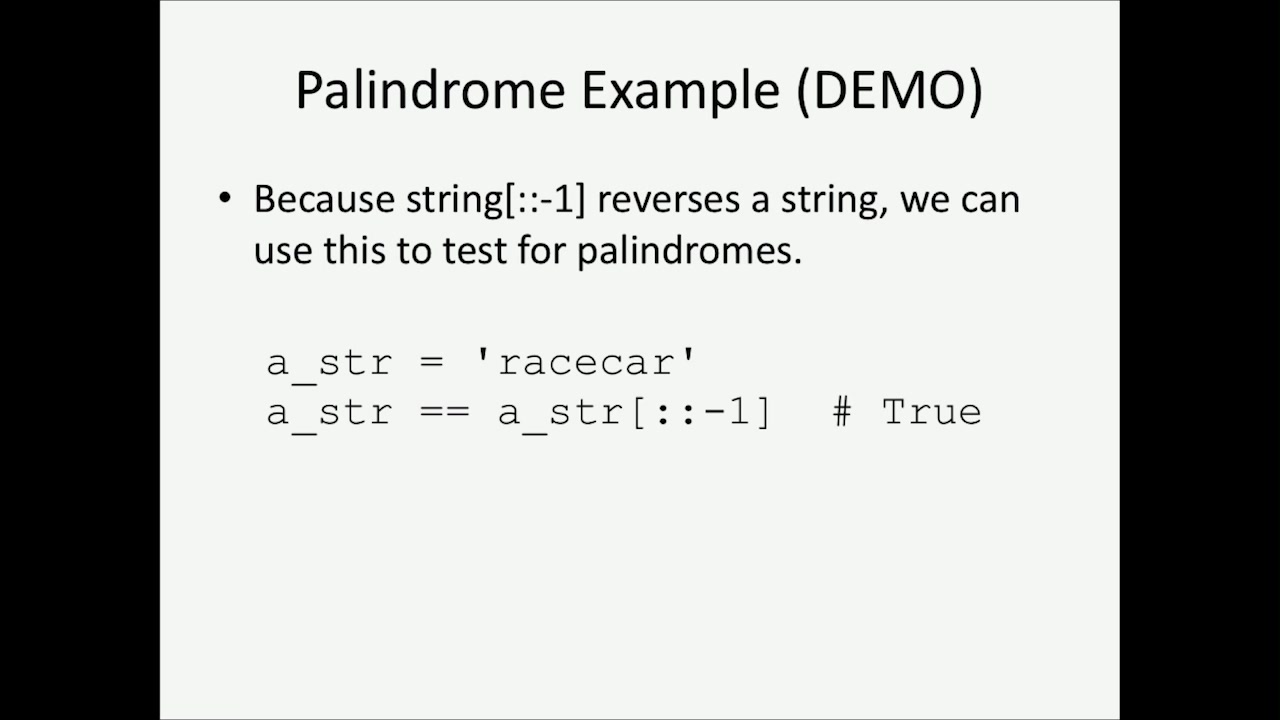 Palindrome Example (DEMO)
• Because string[::-1] reverses a string, we can
use this to test for palindromes.
a_str = 'racecar'
a_str == a_str[::-1]  # True